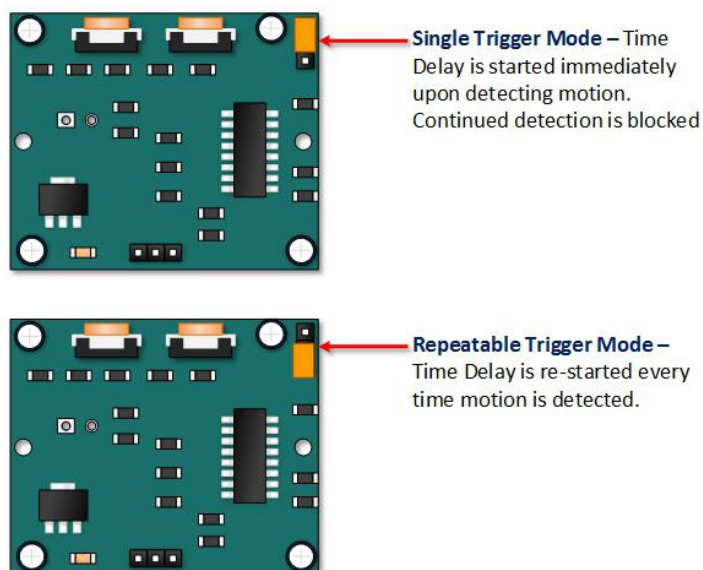 Single Trigger Mode – Time
Delay is started immediately
upon detecting motion.
Continued detection is blocked
Repeatable Trigger Mode –
Time Delay is re-started every
time motion is detected.